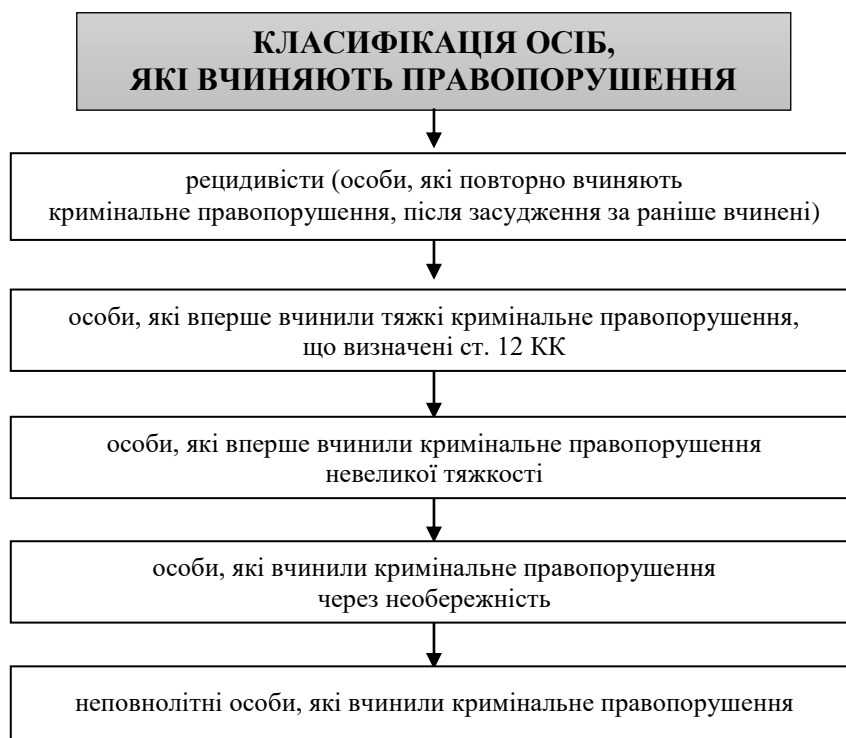 КЛАСИФІКАЦІЯ ОСІБ,
ЯКІ ВЧИНЯЮТЬ ПРАВОПОРУШЕННЯ
рецидивісти (особи, які повторно вчиняють
кримінальне правопорушення, після засудження за раніше вчинені)
особи, які вперше вчинили тяжкі кримінальне правопорушення,
що визначені ст. 12 КК
особи, які вперше вчинили кримінальне правопорушення
невеликої тяжкості
особи, які вчинили кримінальне правопорушення
через необережність
неповнолітні особи, які вчинили кримінальне правопорушення